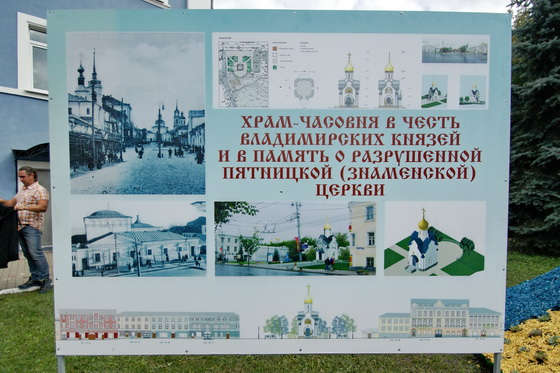 ХРАМ-ЧАСОВНЯ В ЧЕСТЬ
ВЛАДИМИРСКИХ КНЯЗЕЙ
И В ПАМЯТЬ О РАЗРУШЕННОЙ
ПЯТНИЦКОЙ (ЗНАМЕНСКОЙ)
ЦЕРКВИ